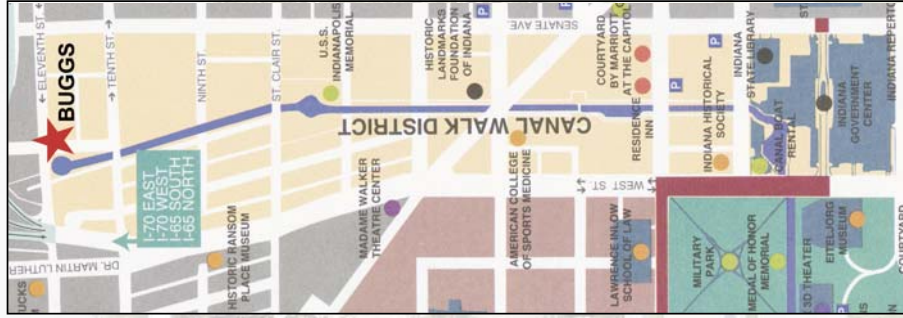 ELEVENTH ST.
BUGGS
TENTH ST.
NINTH ST.
ST. CLAIR ST.
U.S.S.
INDIANAPOLIS
MEMORIAL
HISTORIC
LANDMARKS
FOUNDATION
OF INDIANA
P
SENATE AVE.
COURTYARD
BY MARRIOTT
AT THE CAPITOL
RESIDENCE
INN
P
P
INDIANA
STATE LIBRARY
INDIANA HISTORICAL
SOCIETY
CANAL BOAT
RENTAL
ST.
INDIANA
GOVERNMENT
CENTER
INDIANA REPERTO
CANAL WALK DISTRICT
I-70 EAST
I-70 WEST
I-65 SOUTH
I-65 NORTH
DR. MARTIN LUTHER
TUCKS
M
HISTORIC RANSOM
PLACE MUSEUM
MADAME WALKER
THEATRE CENTER
AMERICAN COLLEGE
OF SPORTS MEDICINE
WEST ST.
LAWRENCE INLOW
SCHOOL OF LAW
MILITARY
PARK
MEDAL OF HONOR
MEMORIAL
3D THEATER
EITELJORG
MUSEUM
P
COURTYARD